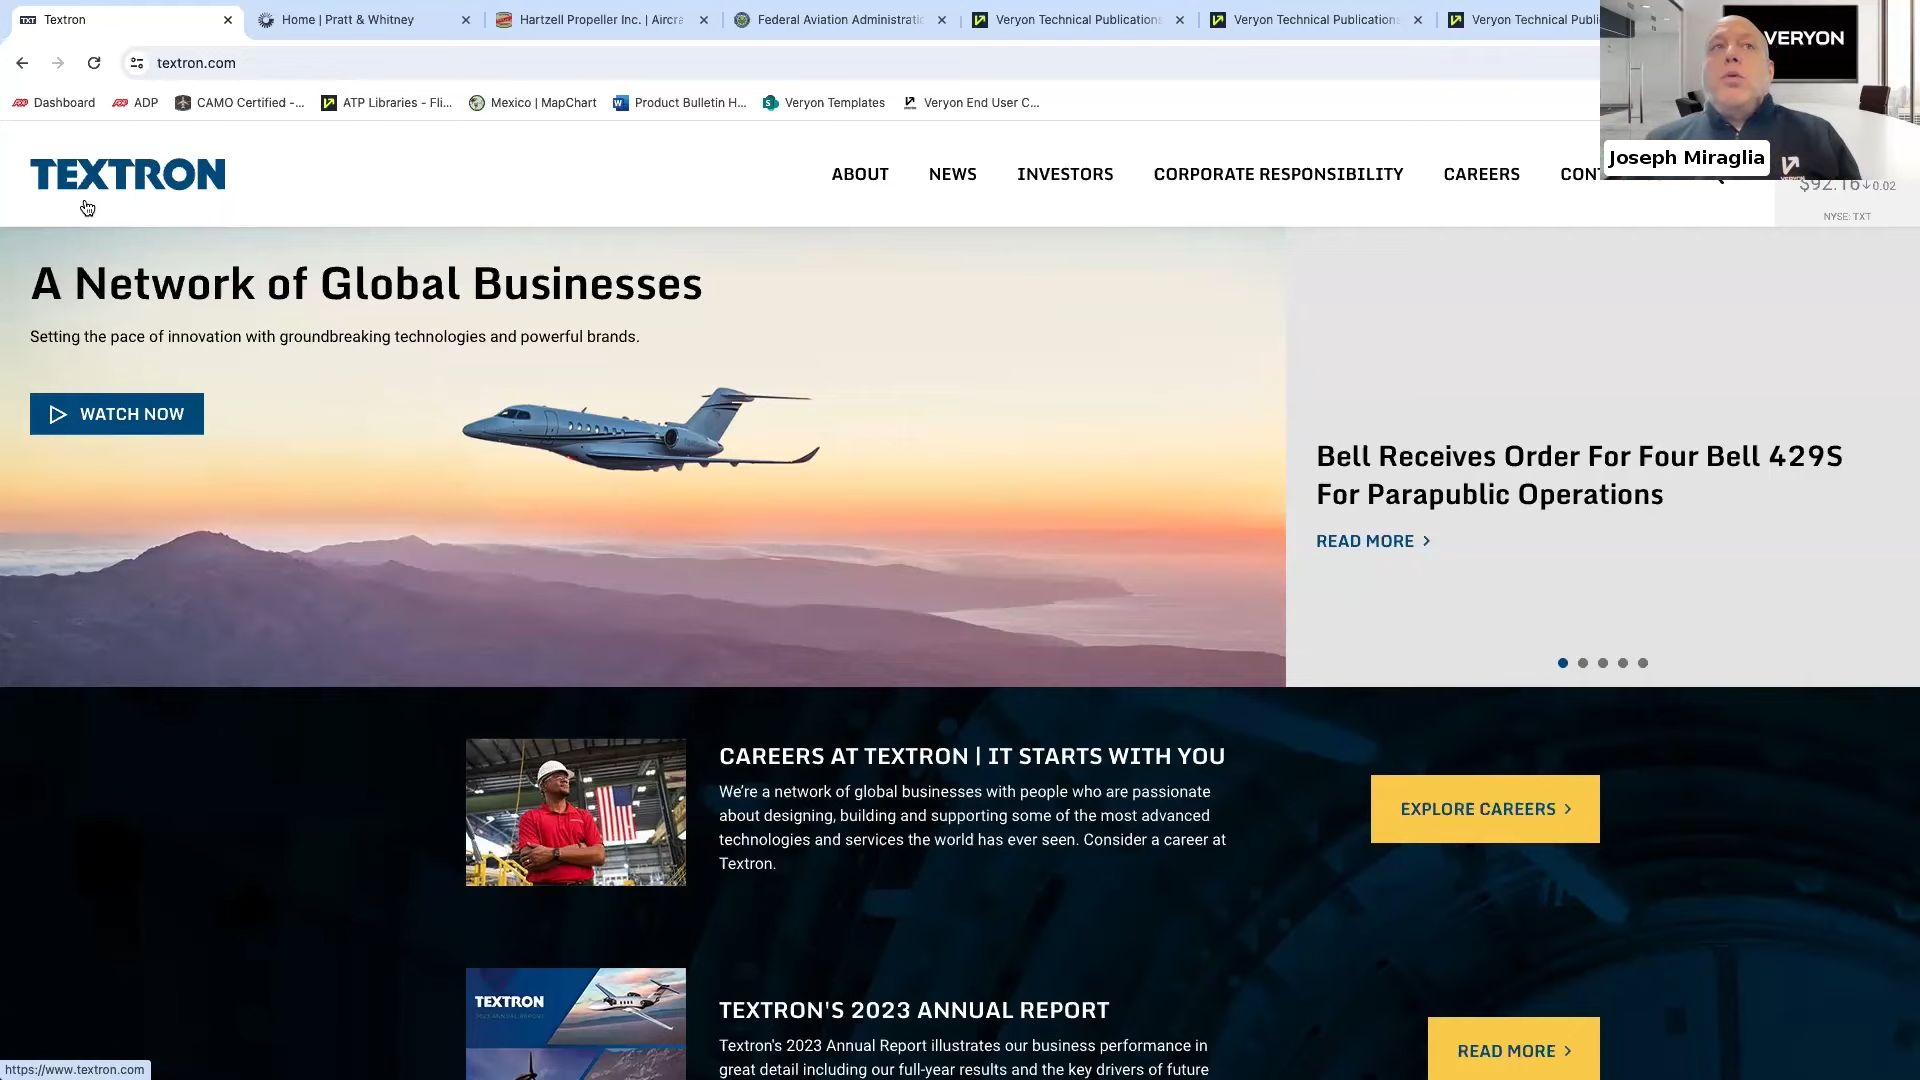 TXT Textron
Home | Pratt & Whitney
Hartzell Propeller Inc. | Aircra
Federal Aviation Administratio
Veryon Technical Publications
Veryon Technical Publications
Veryon Technical Publi
textron.com
VERYON
Dashboard
ADP
CAMO Certified -...
ATP Libraries - Fli...
Mexico | MapChart
Product Bulletin H...
Veryon Templates
Veryon End User C...
Joseph Miraglia
TEXTRON
ABOUT
NEWS
INVESTORS
CORPORATE RESPONSIBILITY
CAREERS
CON
$92.16 0.02
NYSE: TXT
A Network of Global Businesses
Setting the pace of innovation with groundbreaking technologies and powerful brands.
WATCH NOW
Bell Receives Order For Four Bell 429S
For Parapublic Operations
READ MORE
CAREERS AT TEXTRON | IT STARTS WITH YOU
We're a network of global businesses with people who are passionate
about designing, building and supporting some of the most advanced
technologies and services the world has ever seen. Consider a career at
Textron.
EXPLORE CAREERS
TEXTRON
2023 ANNUAL REPORT
TEXTRON'S 2023 ANNUAL REPORT
Textron's 2023 Annual Report illustrates our business performance in
great detail including our full-year results and the key drivers of future
READ MORE
https://www.textron.com